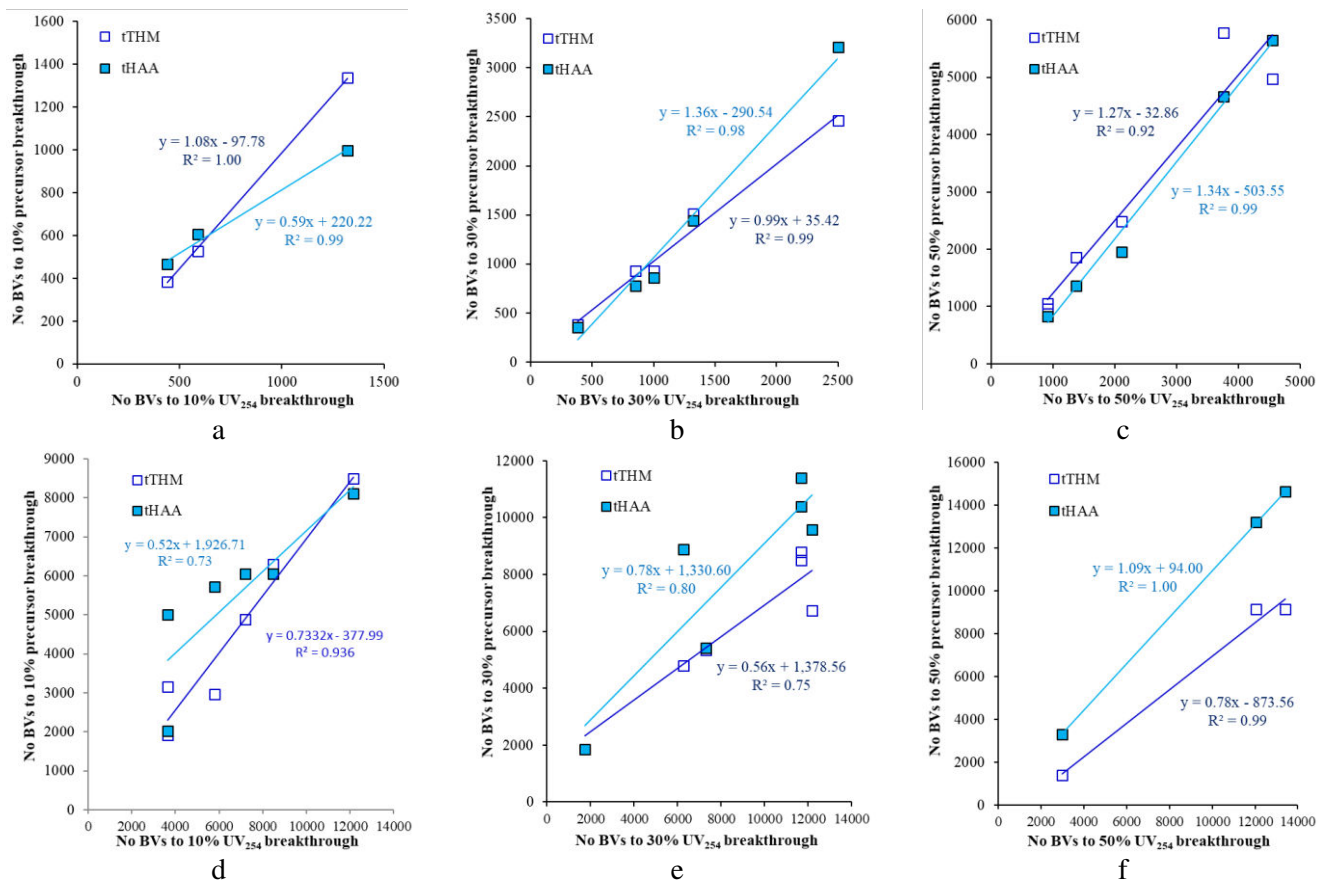 No BVs to 10% precursor breakthrough
1600
1400
1200
1000
800
600
400
200
0
tTHM
tHAA
y = 1.08x - 97.78
R² = 1.00
y = 0.59x + 220.22
R² = 0.99
0 500 1000 1500
No BVs to 10% UV₂₅₄ breakthrough
a
No BVs to 30% precursor breakthrough
3500
3000
2500
2000
1500
1000
500
0
tTHM
tHAA
y = 1.36x - 290.54
R² = 0.98
y = 0.99x + 35.42
R² = 0.99
0 500 1000 1500 2000 2500
No BVs to 30% UV₂₅₄ breakthrough
b
No BVs to 50% precursor breakthrough
6000
5000
4000
3000
2000
1000
0
tTHM
tHAA
y = 1.27x - 32.86
R² = 0.92
y = 1.34x - 503.55
R² = 0.99
0 1000 2000 3000 4000 5000
No BVs to 50% UV₂₅₄ breakthrough
c
No BVs to 10% precursor breakthrough
9000
8000
7000
6000
5000
4000
3000
2000
1000
0
tTHM
tHAA
y = 0.52x + 1,926.71
R² = 0.73
y = 0.7332x - 377.99
R² = 0.936
0 2000 4000 6000 8000 10000 12000 14000
No BVs to 10% UV₂₅₄ breakthrough
d
No BVs to 30% precursor breakthrough
12000
10000
8000
6000
4000
2000
0
tTHM
tHAA
y = 0.78x + 1,330.60
R² = 0.80
y = 0.56x + 1,378.56
R² = 0.75
0 2000 4000 6000 8000 10000 12000 14000
No BVs to 30% UV₂₅₄ breakthrough
e
No BVs to 50% precursor breakthrough
16000
14000
12000
10000
8000
6000
4000
2000
0
tTHM
tHAA
y = 1.09x + 94.00
R² = 1.00
y = 0.78x - 873.56
R² = 0.99
0 2000 4000 6000 8000 10000 12000 14000
No BVs to 50% UV₂₅₄ breakthrough
f